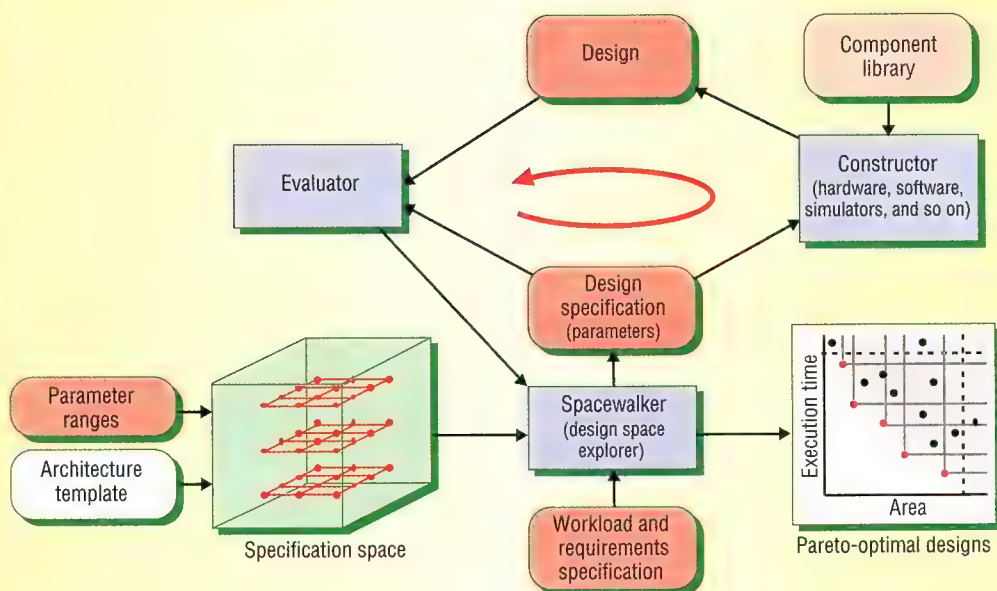 Design
Component
library
Evaluator
Constructor
(hardware, software,
simulators, and so on)
Design
specification
(parameters)
Parameter
ranges
Architecture
template
Specification space
Spacewalker
(design space
explorer)
Workload and
requirements
specification
Execution time
Area
Pareto-optimal designs